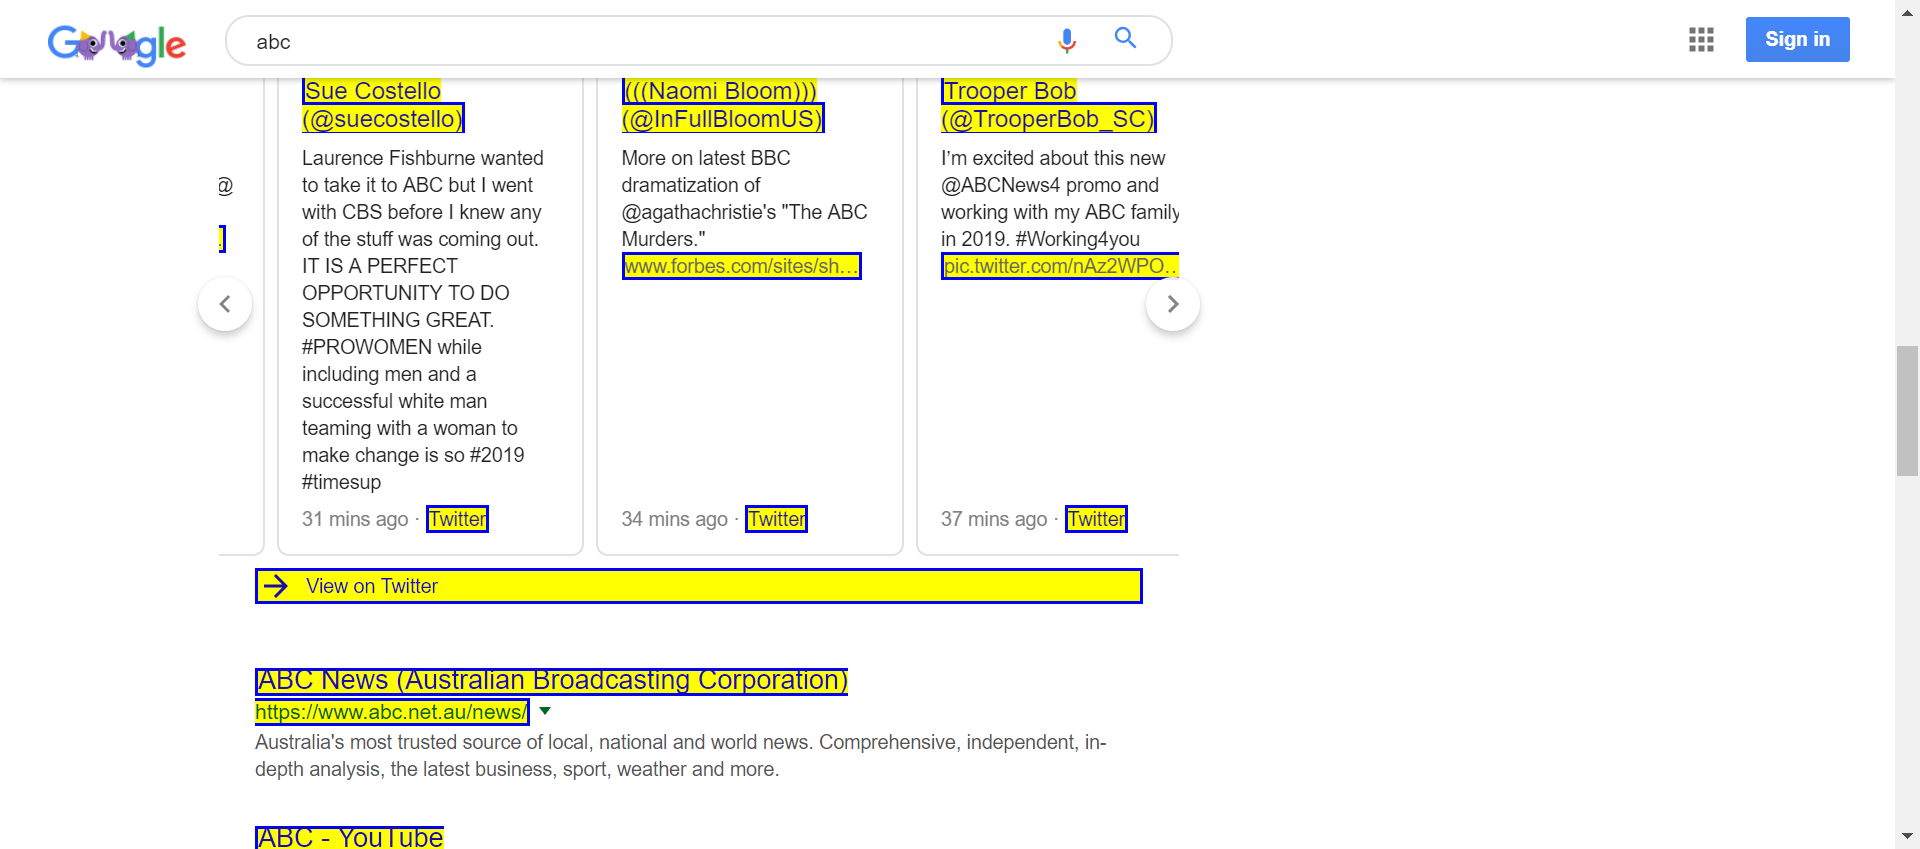 Google
abc
Sign in
@
Sue Costello
(@suecostello)
Laurence Fishburne wanted
to take it to ABC but I went
with CBS before I knew any
of the stuff was coming out.
IT IS A PERFECT
OPPORTUNITY TO DO
SOMETHING GREAT.
#PROWOMEN while
including men and a
successful white man
teaming with a woman to
make change is so #2019
#timesup
31 mins ago · Twitter
(((Naomi Bloom)))
(@InFullBloomUS)
More on latest BBC
dramatization of
@agathachristie's "The ABC
Murders."
www.forbes.com/sites/sh…
34 mins ago · Twitter
Trooper Bob
(@TrooperBob_SC)
I’m excited about this new
@ABCNews4 promo and
working with my ABC family
in 2019. #Working4you
pic.twitter.com/nAz2WPO…
37 mins ago · Twitter
View on Twitter
ABC News (Australian Broadcasting Corporation)
https://www.abc.net.au/news/
Australia's most trusted source of local, national and world news. Comprehensive, independent, in-
depth analysis, the latest business, sport, weather and more.
ABC - YouTube